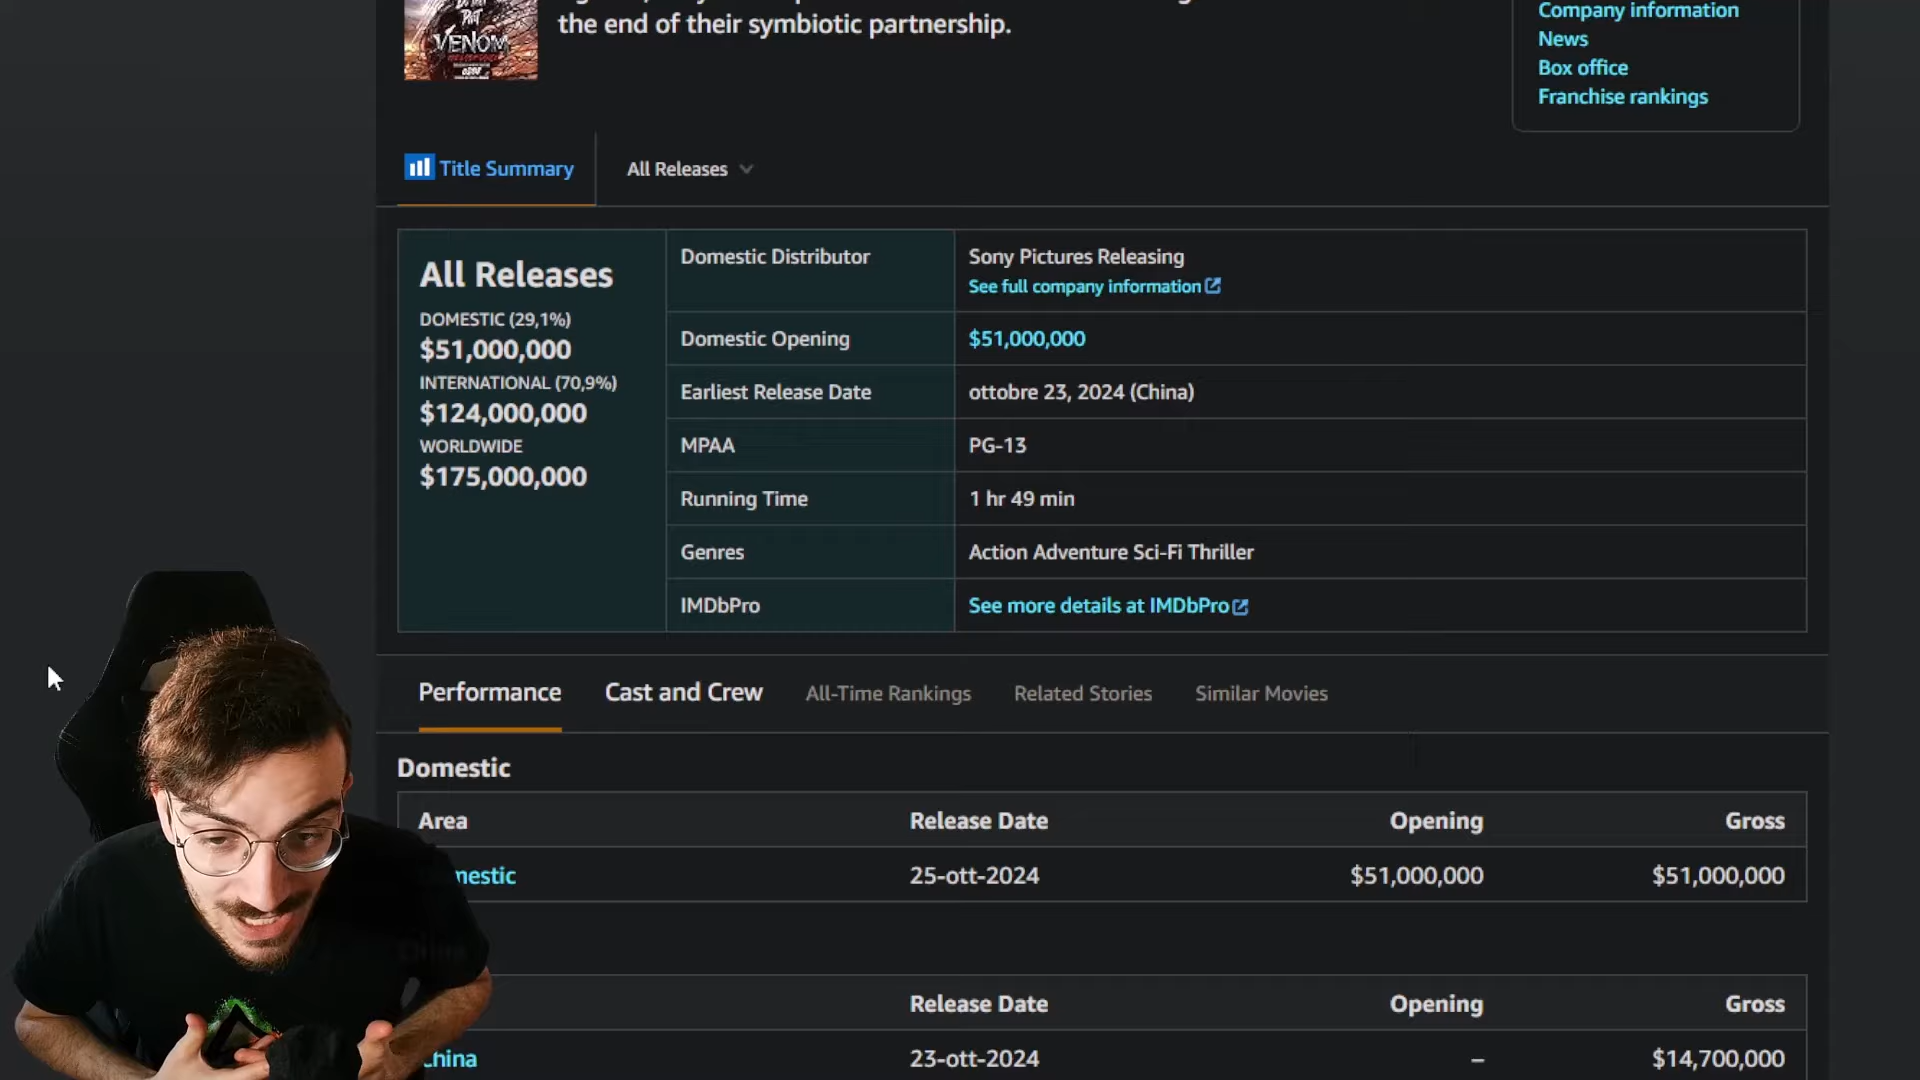 VENOM
the end of their symbiotic partnership.
Company information
News
Box office
Franchise rankings
Title Summary
All Releases
All Releases
DOMESTIC (29,1%)
$51,000,000
INTERNATIONAL (70,9%)
$124,000,000
WORLDWIDE
$175,000,000
Domestic Distributor
Sony Pictures Releasing
See full company information
Domestic Opening
$51,000,000
Earliest Release Date
ottobre 23, 2024 (China)
MPAA
PG-13
Running Time
1 hr 49 min
Genres
Action Adventure Sci-Fi Thriller
IMDbPro
See more details at IMDbPro
Performance
Cast and Crew
All-Time Rankings
Related Stories
Similar Movies
Domestic
Area
Release Date
Opening
Gross
mestic
25-ott-2024
$51,000,000
$51,000,000
Release Date
Opening
Gross
China
23-ott-2024
–
$14,700,000